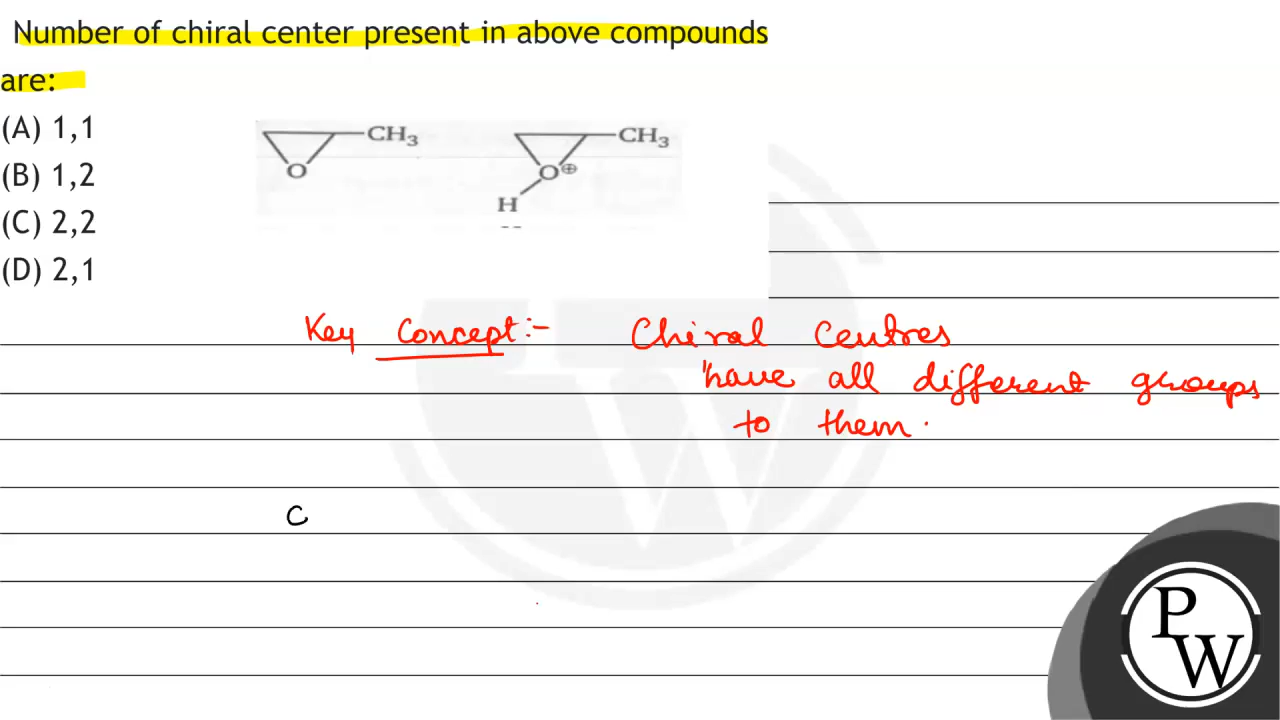 Number of chiral center present in above compounds
are:
(A) 1,1
(B) 1,2
(C) 2,2
(D) 2,1
CH₃
O
CH₃
O⊕
H
Key Concept:- Chiral Centres
have all different groups
to them.
C
PW